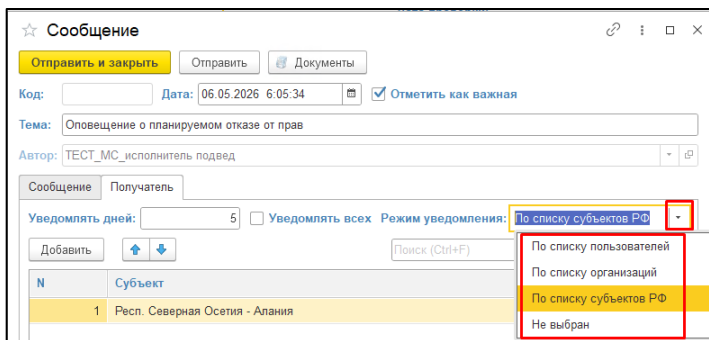 Сообщение
Отправить и закрыть Отправить Документы
Код: Дата: 06.05.2026 6:05:34 Отметить как важная
Тема: Оповещение о планируемом отказе от прав
Автор: ТЕСТ_МС_исполнитель подвед
Сообщение Получатель
Уведомлять дней: 5 Уведомлять всех Режим уведомления: По списку субъектов РФ
Добавить Поиск (Ctrl+F)
По списку пользователей
По списку организаций
По списку субъектов РФ
Не выбран
N Субъект
1 Респ. Северная Осетия - Алания